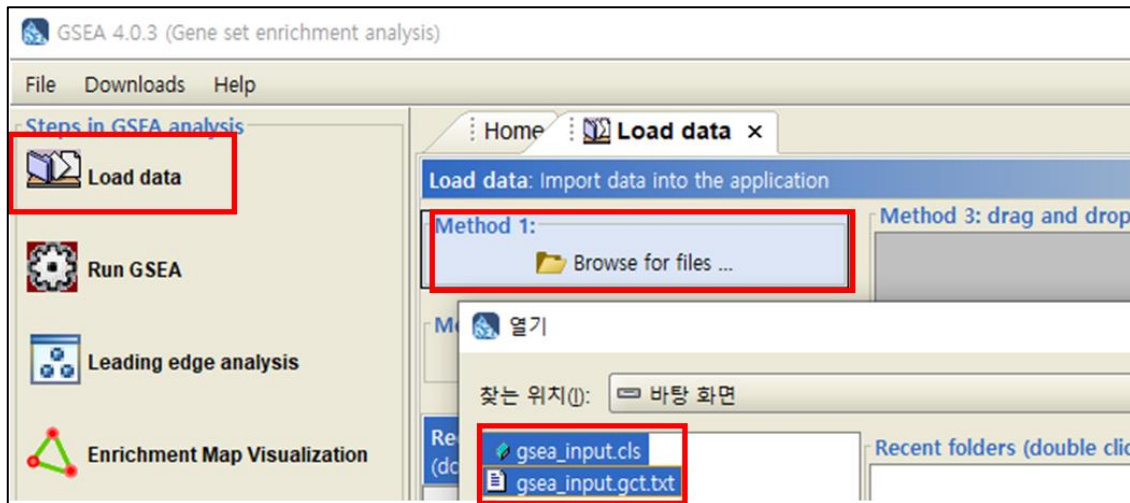 GSEA 4.0.3 (Gene set enrichment analysis)
File Downloads Help
Steps in GSEA analysis
Load data
Run GSEA
Leading edge analysis
Enrichment Map Visualization
Home Load data ×
Load data: Import data into the application
Method 1:
Browse for files ...
Method 3: drag and drop
열기
찾는 위치(I): 바탕 화면
gsea_input.cls
gsea_input.gct.txt
Recent folders (double clic